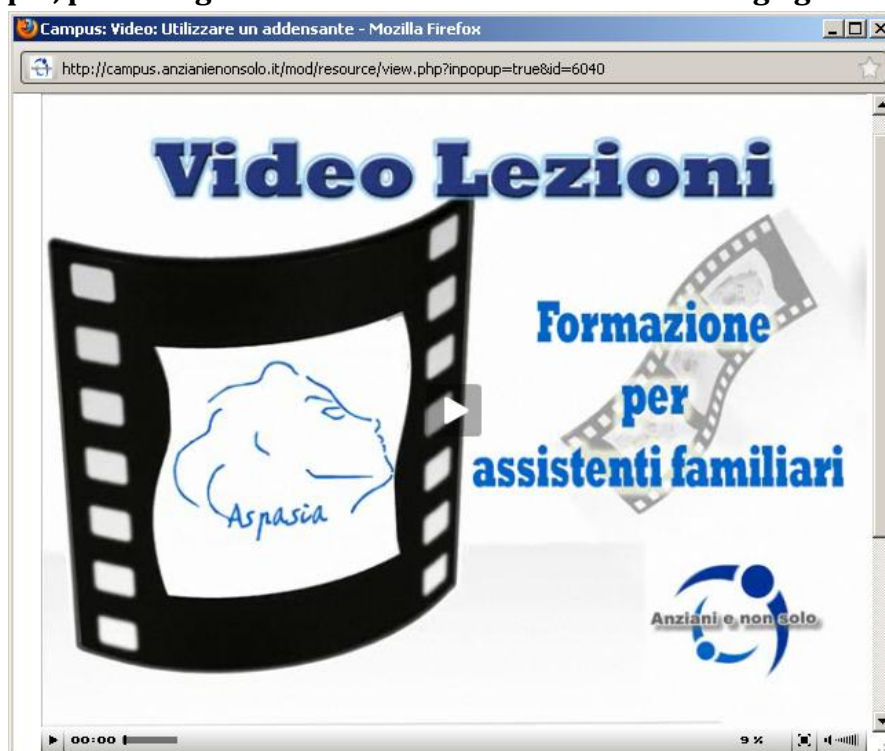 Campus: Video: Utilizzare un addensante - Mozilla Firefox
http://campus.anzianienonsolo.it/mod/resource/view.php?inpopup=true&id=6040
Video Lezioni
Formazione
per
assistenti familiari
Aspasia
Anziani e non solo
00:00
9 %